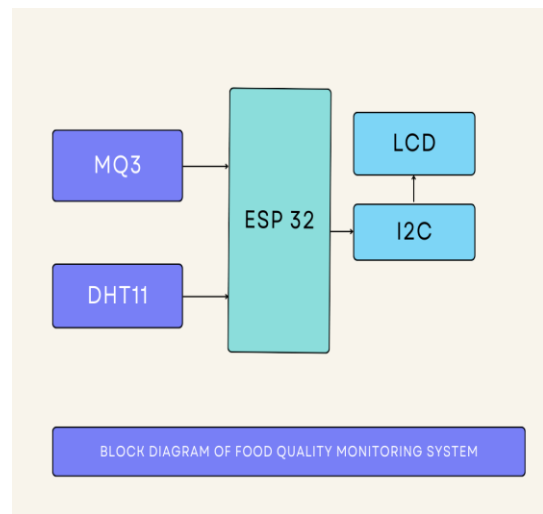 MQ3
DHT11
ESP 32
LCD
I2C
BLOCK DIAGRAM OF FOOD QUALITY MONITORING SYSTEM